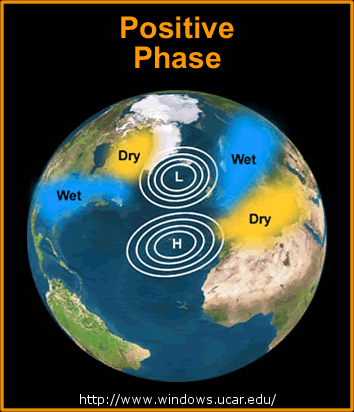 Positive
Phase
Dry
L
Wet
Wet
H
Dry
http://www.windows.ucar.edu/